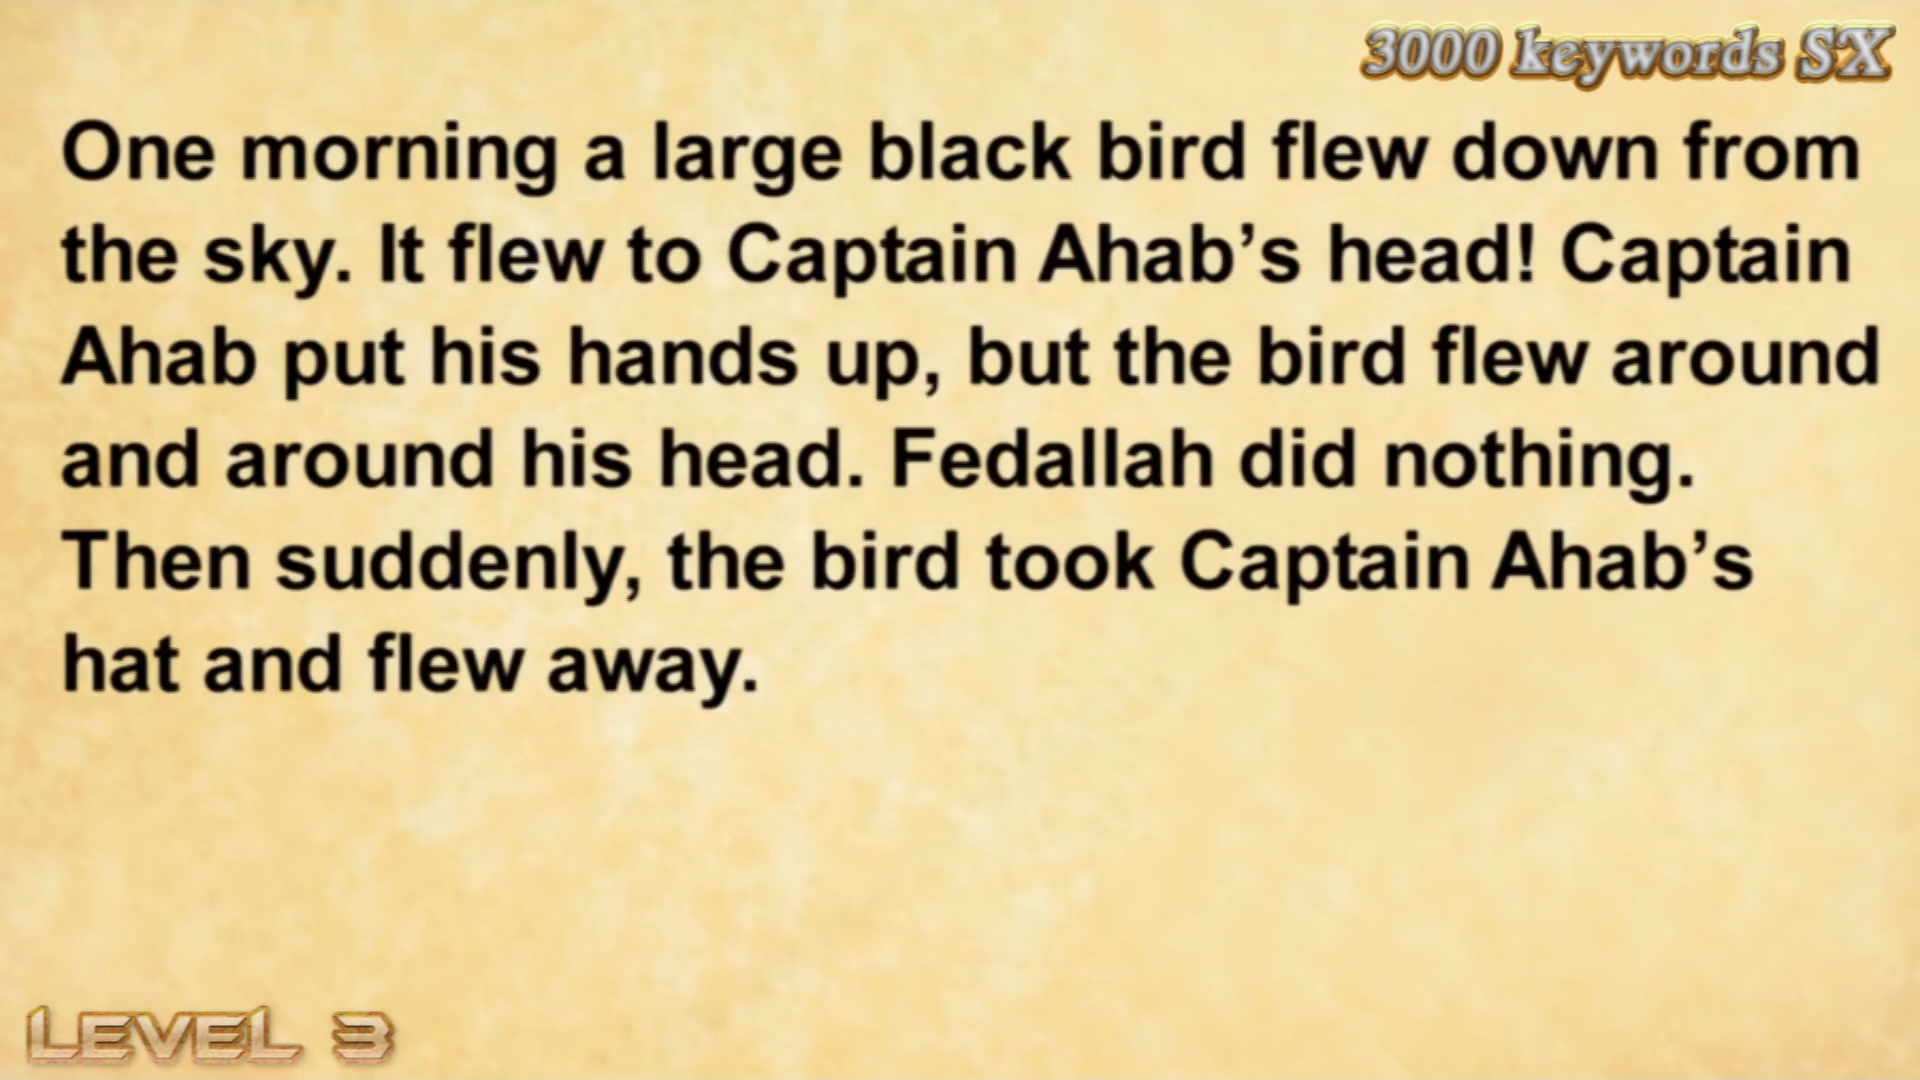 3000 keywords SX
One morning a large black bird flew down from
the sky. It flew to Captain Ahab’s head! Captain
Ahab put his hands up, but the bird flew around
and around his head. Fedallah did nothing.
Then suddenly, the bird took Captain Ahab’s
hat and flew away.
LEVEL 3